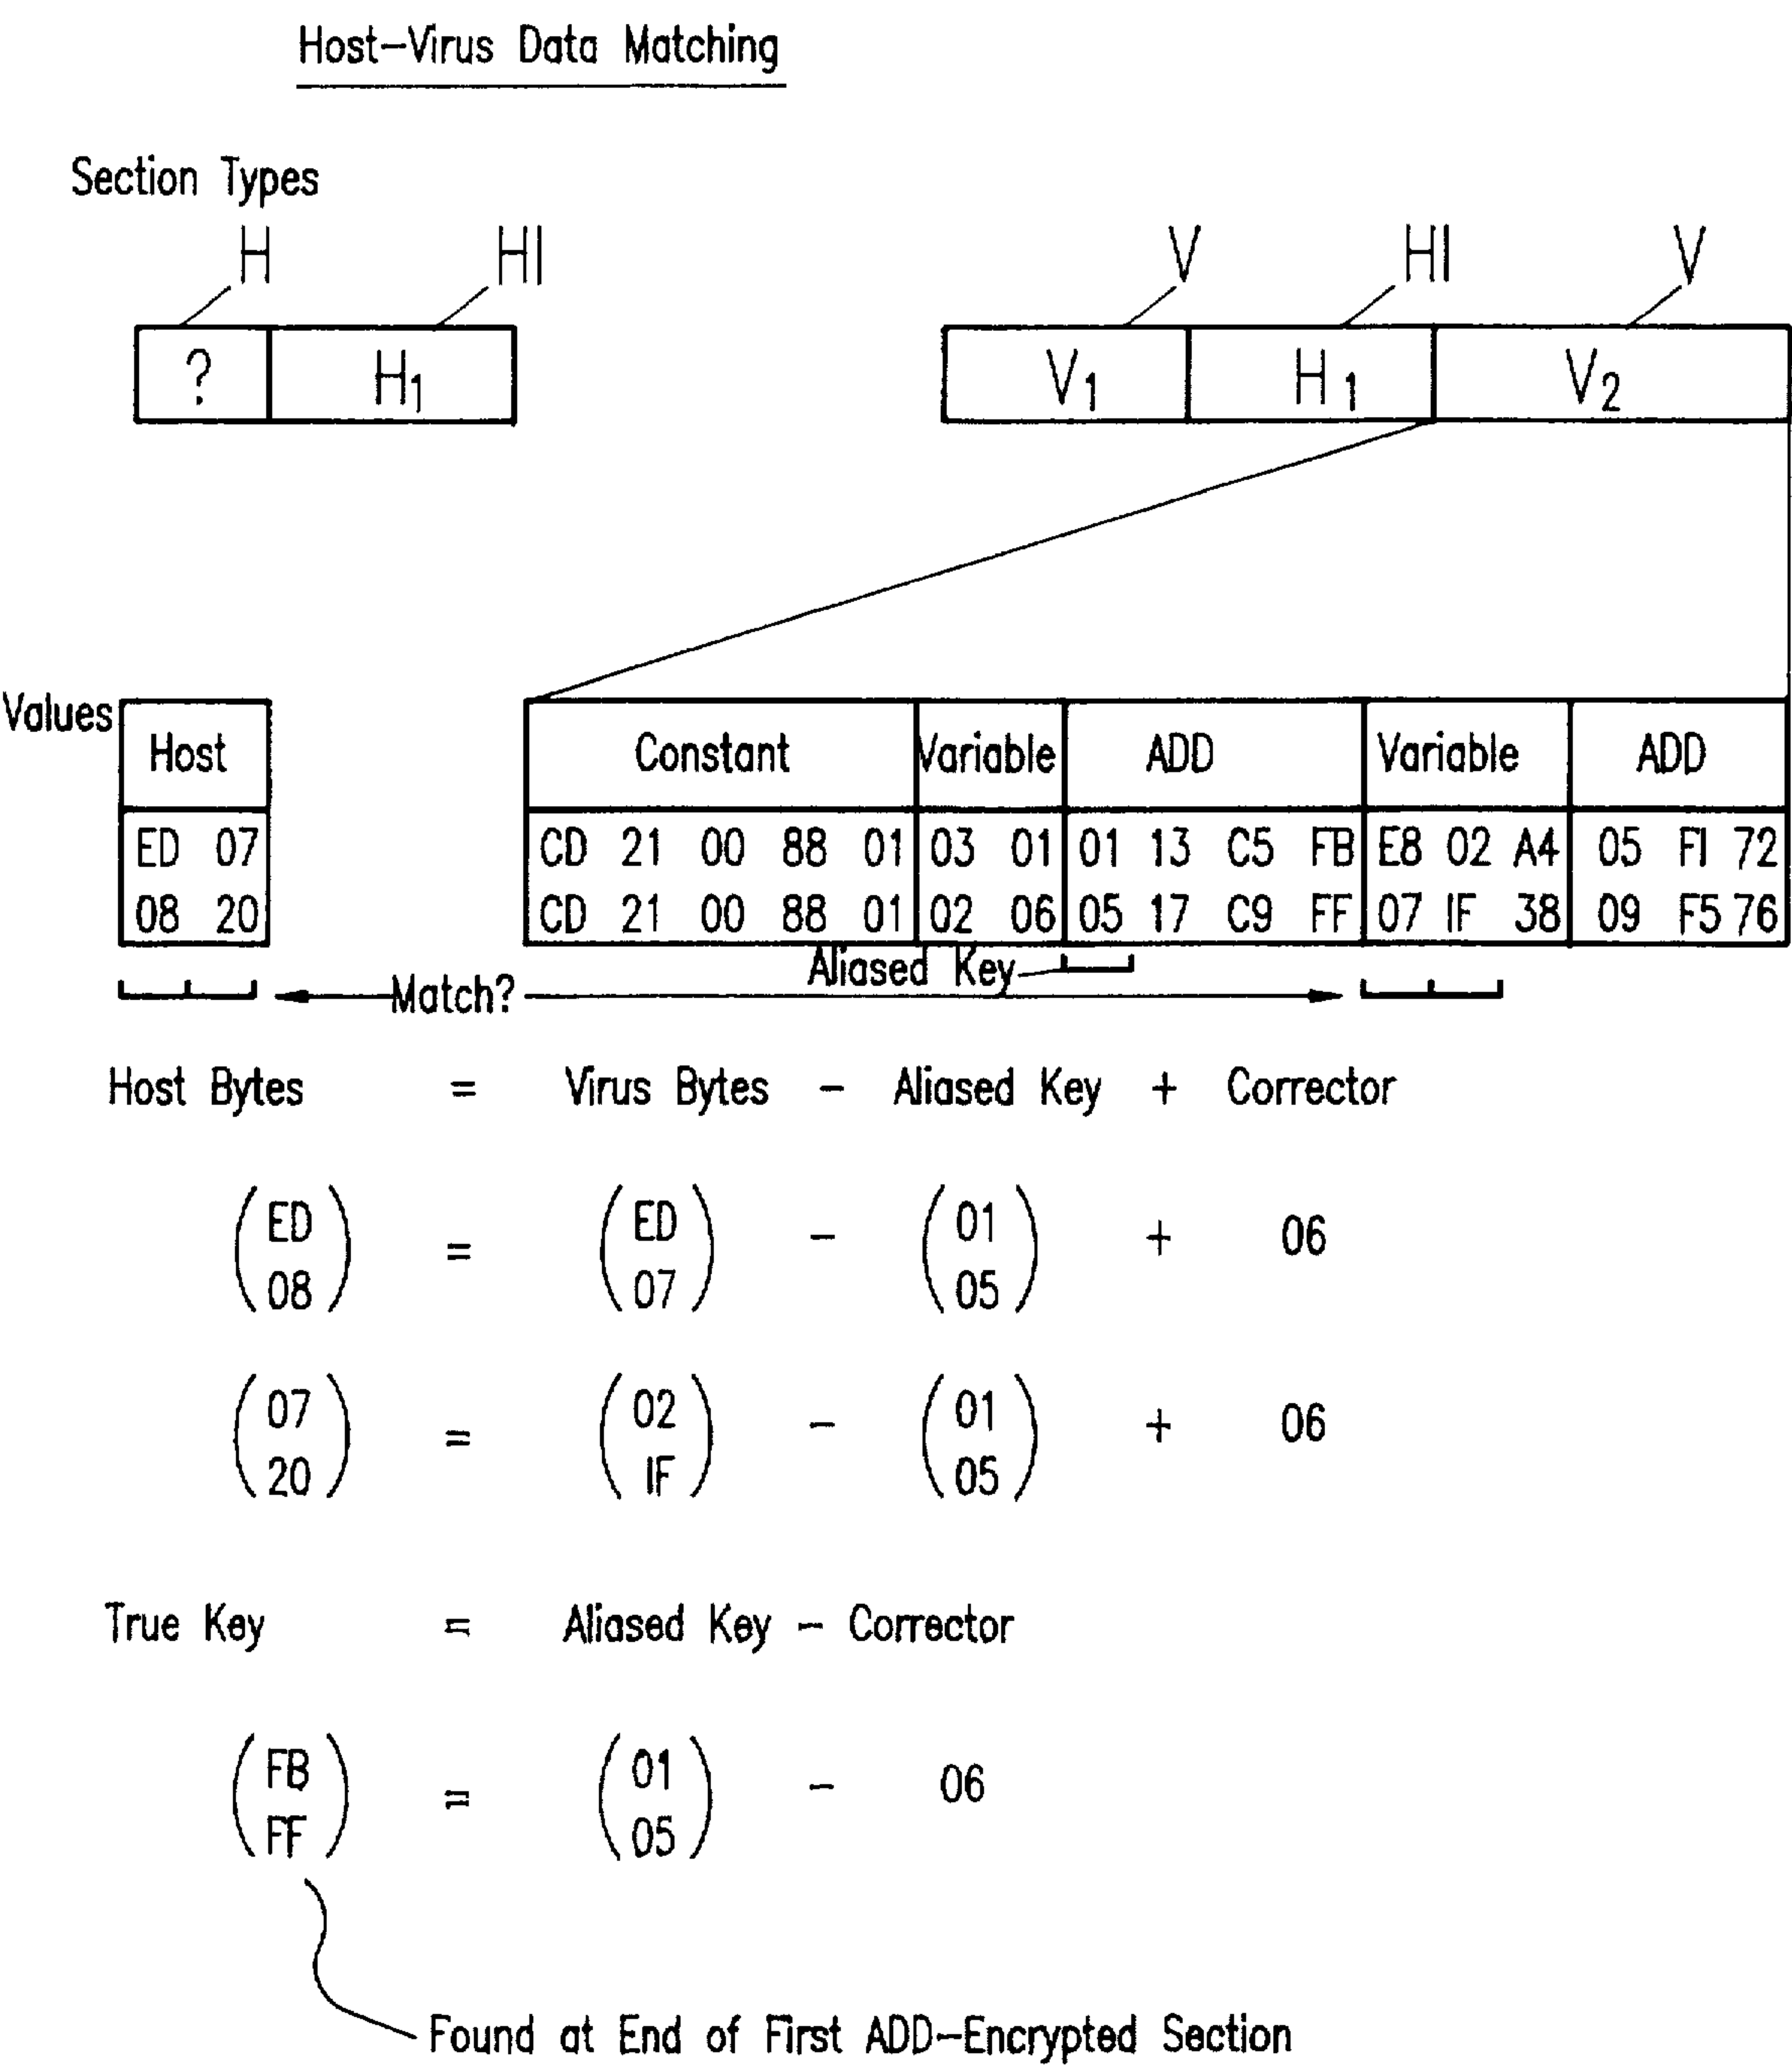 Host-Virus Data Matching
Section Types
H HI V HI V
? H1 V1 H1 V2
Values
Host Constant Variable ADD Variable ADD
ED 07 CD 21 00 88 01 03 01 01 13 C5 FB E8 02 A4 05 F1 72
08 20 CD 21 00 88 01 02 06 05 17 C9 FF 07 1F 38 09 F5 76
Aliased Key
Match?
Host Bytes = Virus Bytes - Aliased Key + Corrector
(ED 08) = (ED 07) - (01 05) + 06
(07 20) = (02 1F) - (01 05) + 06
True Key = Aliased Key - Corrector
(FB FF) = (01 05) - 06
Found at End of First ADD-Encrypted Section